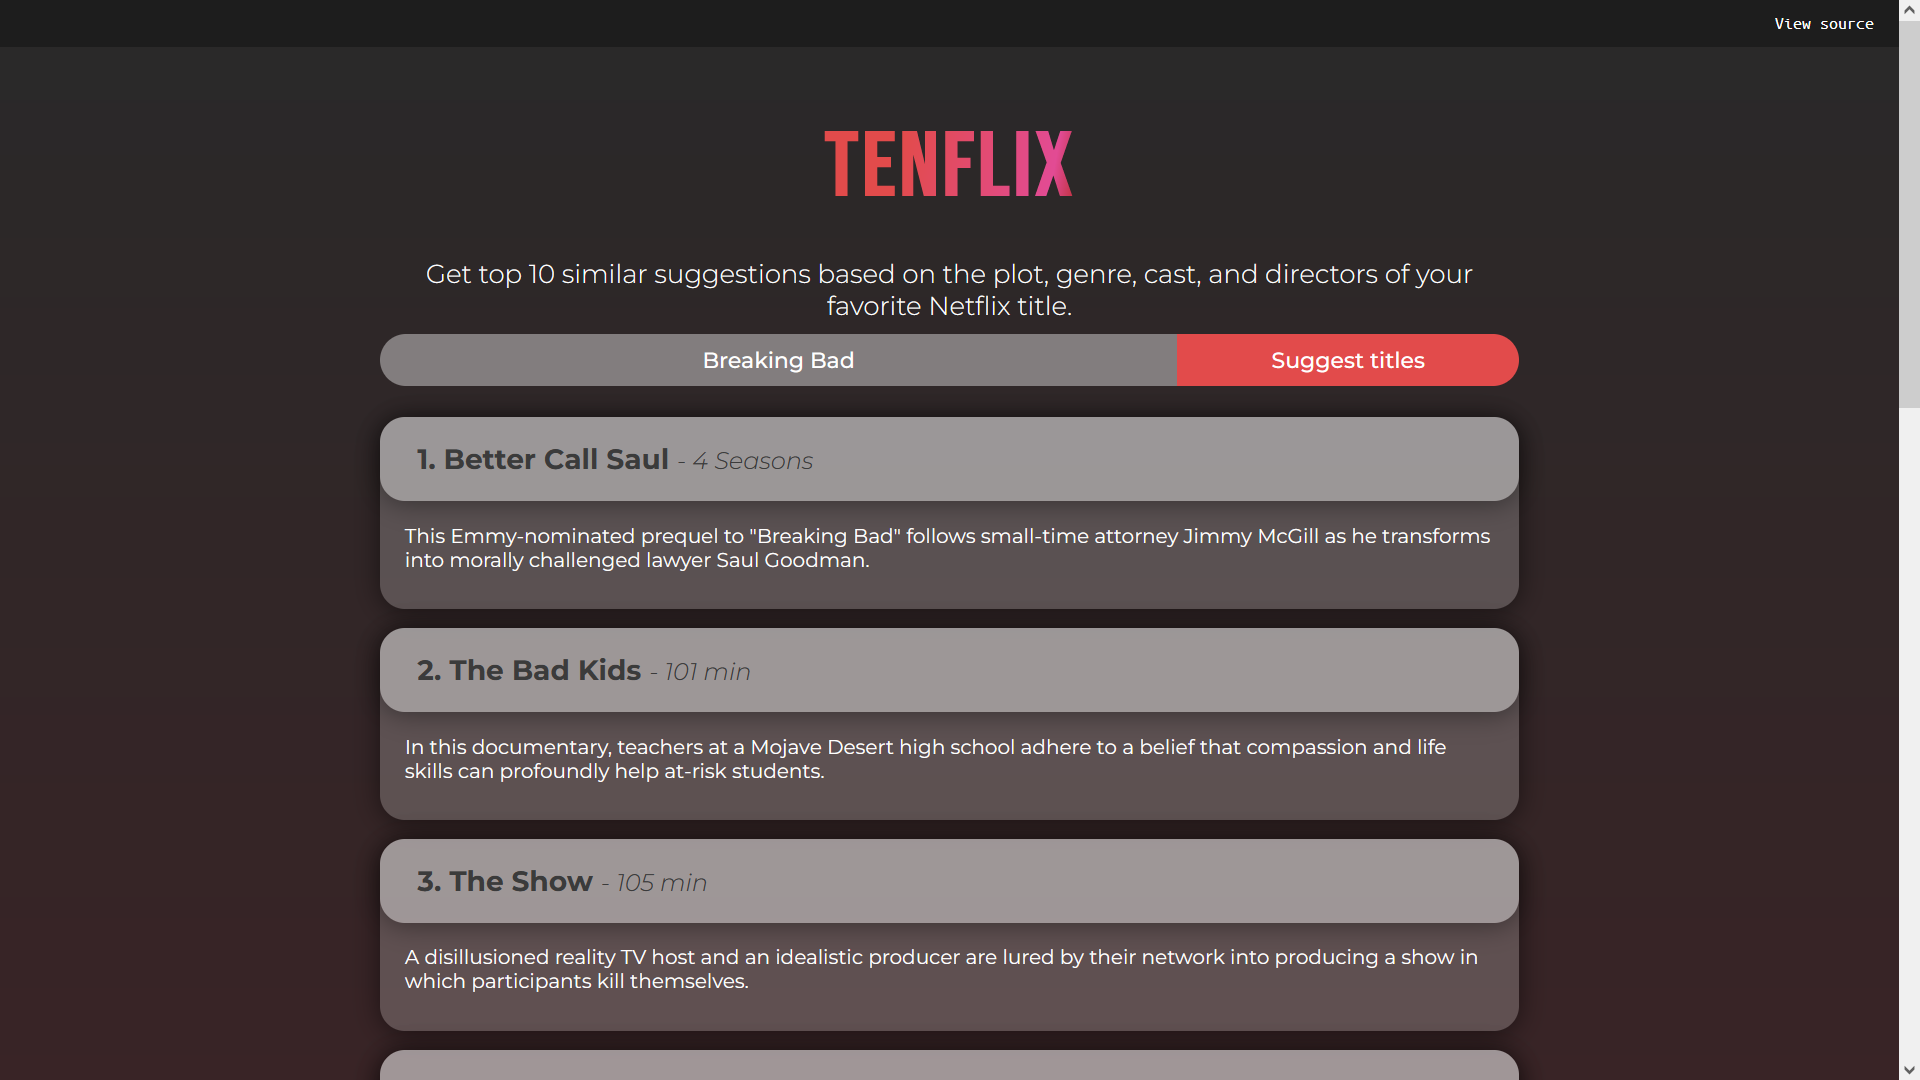 View source
TENFLIX
Get top 10 similar suggestions based on the plot, genre, cast, and directors of your
favorite Netflix title.
Breaking Bad
Suggest titles
1. Better Call Saul - 4 Seasons
This Emmy-nominated prequel to "Breaking Bad" follows small-time attorney Jimmy McGill as he transforms
into morally challenged lawyer Saul Goodman.
2. The Bad Kids - 101 min
In this documentary, teachers at a Mojave Desert high school adhere to a belief that compassion and life
skills can profoundly help at-risk students.
3. The Show - 105 min
A disillusioned reality TV host and an idealistic producer are lured by their network into producing a show in
which participants kill themselves.